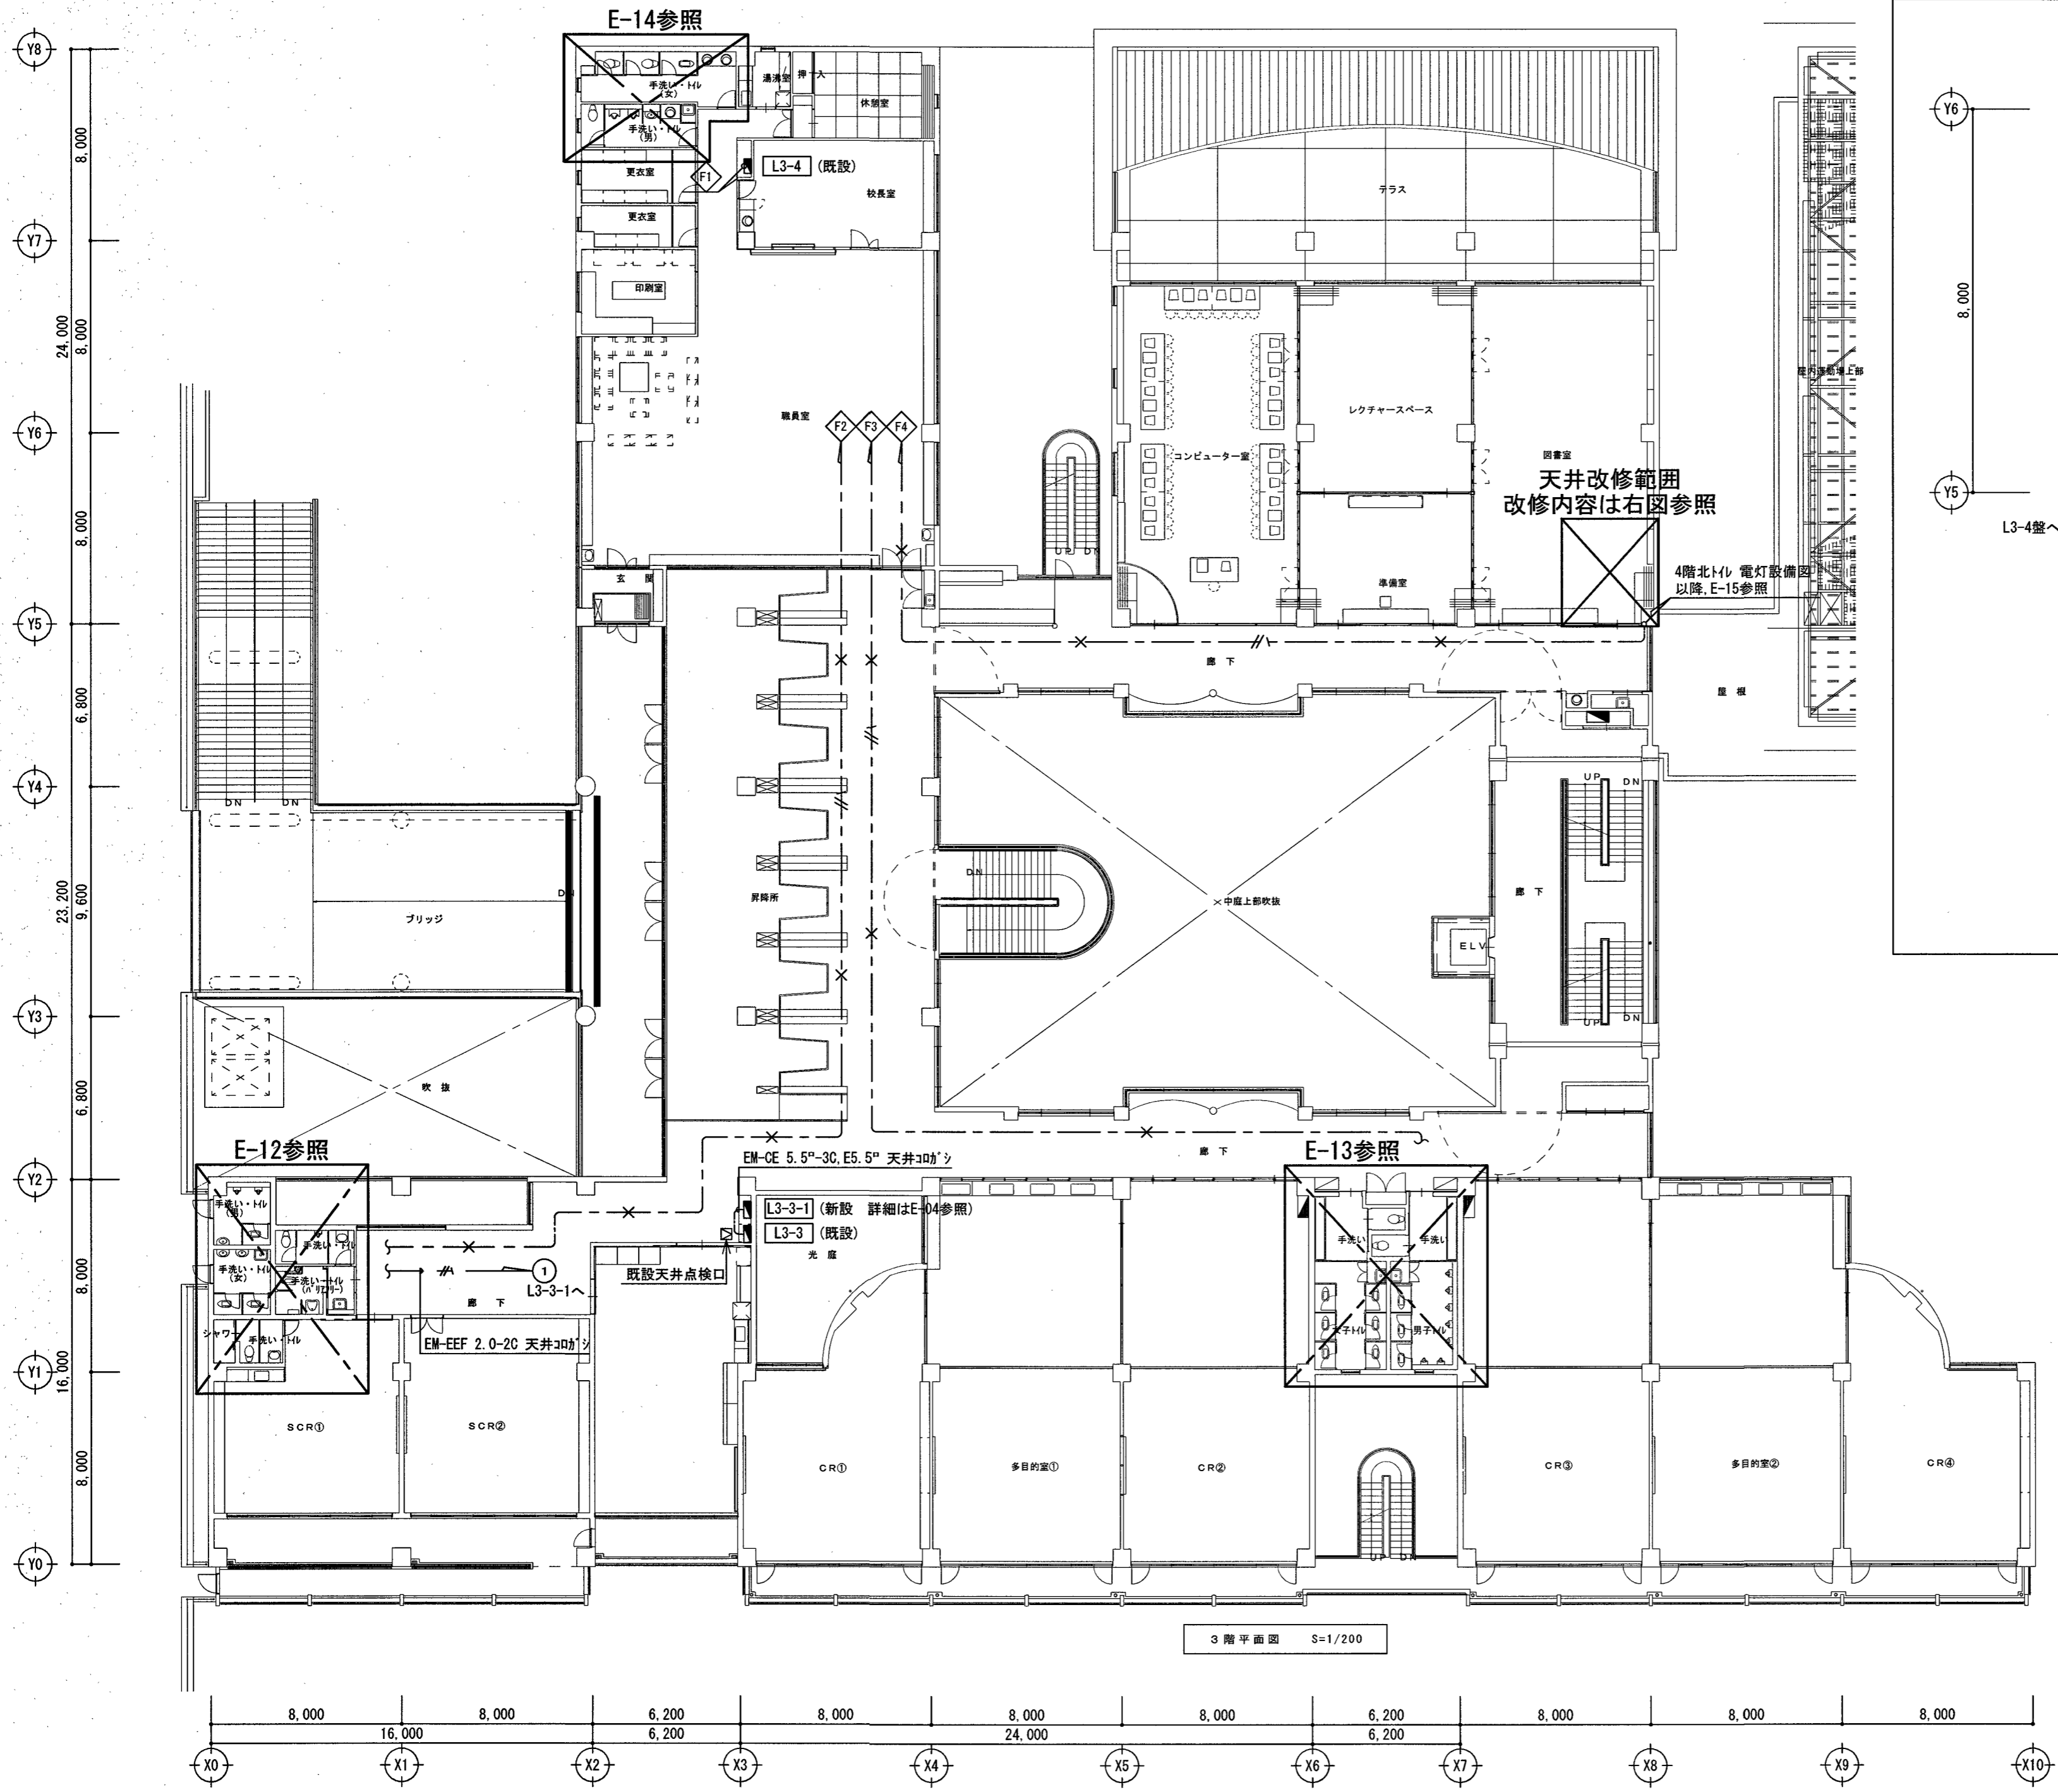 E-14参照
Y8
手洗い・トイレ
(女)
湯沸室
押入
休憩室
手洗い・トイレ
(男)
8,000
更衣室
F1
L3-4
(既設)
校長室
テラス
更衣室
Y7
印刷室
24,000
8,000
職員室
Y6
F2
F3
F4
コンピューター室
レクチャースペース
図書室
屋内運動場上部
天井改修範囲
改修内容は右図参照
Y6
8,000
Y5
L3-4盤へ
8,000
UP DN
玄 関
準備室
4階北トイレ 電灯設備図
以降,E-15参照
Y5
廊 下
屋 根
6,800
Y4
DN
DN
UP
DN
23,200
9,600
DN
ブリッジ
昇降所
DN
中庭上部吹抜
廊 下
ELV
Y3
UP
DN
吹 抜
6,800
E-12参照
廊 下
E-13参照
Y2
EM-CE 5.5□-3C,E5.5□ 天井コロガシ
L3-3-1
(新設 詳細はE-04参照)
L3-3
(既設)
光 庭
手洗い・トイレ
(男)
手洗い・トイレ
手洗い・トイレ
(女)
手洗い・トイレ
(バリアフリー)
8,000
1
L3-3-1へ
廊 下
既設天井点検口
手洗い
手洗い
シャワー
手洗い・トイレ
EM-EEF 2.0-2C 天井コロガシ
女子トイレ
男子トイレ
Y1
16,000
SCR①
SCR②
8,000
CR①
多目的室①
CR②
CR③
多目的室②
CR④
Y0
UP DN
3階平面図 S=1/200
8,000
8,000
6,200
8,000
8,000
8,000
6,200
8,000
8,000
8,000
16,000
6,200
24,000
6,200
X0
X1
X2
X3
X4
X5
X6
X7
X8
X9
X10